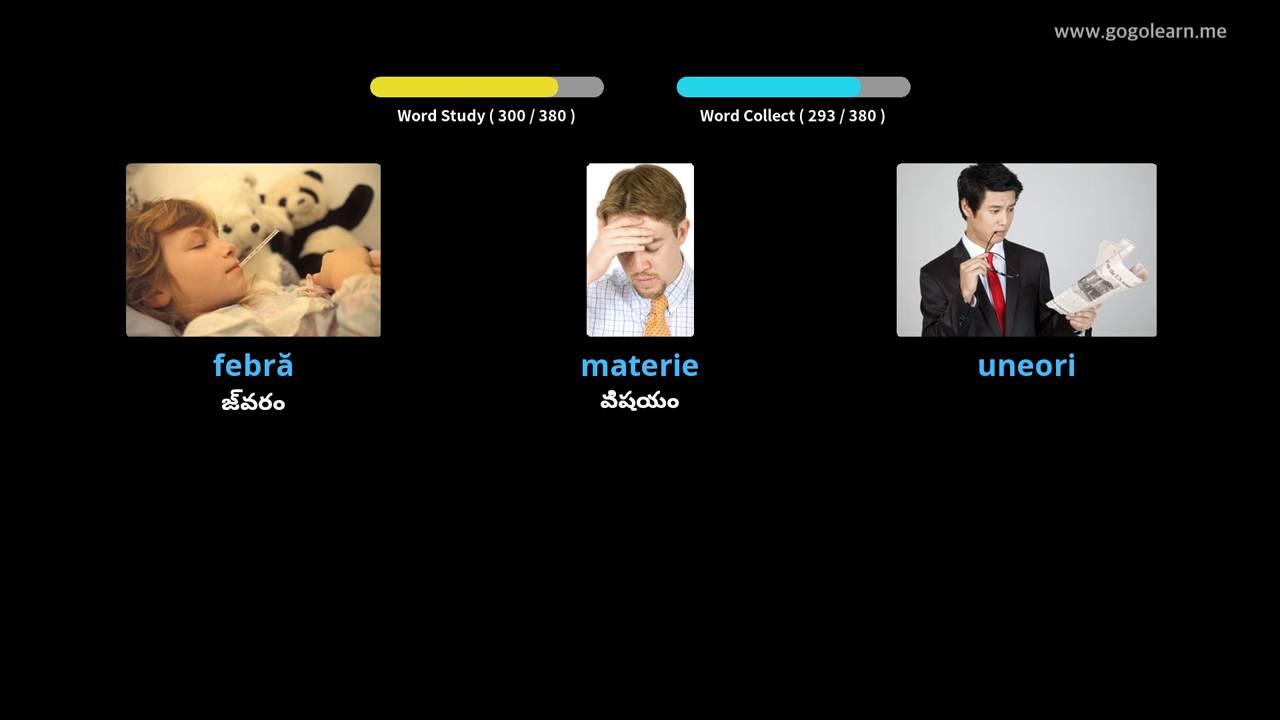 www.gogolearn.me
Word Study ( 300 / 380 )
Word Collect ( 293 / 380 )
febră
materie
uneori
జ్‌వరం
విషయం